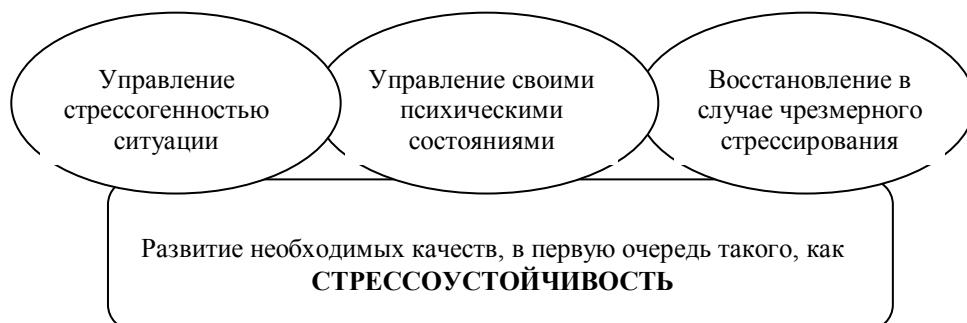 Управление
стрессогенностью
ситуации
Управление своими
психическими
состояниями
Восстановление в
случае чрезмерного
стрессирования
Развитие необходимых качеств, в первую очередь такого, как
СТРЕССОУСТОЙЧИВОСТЬ